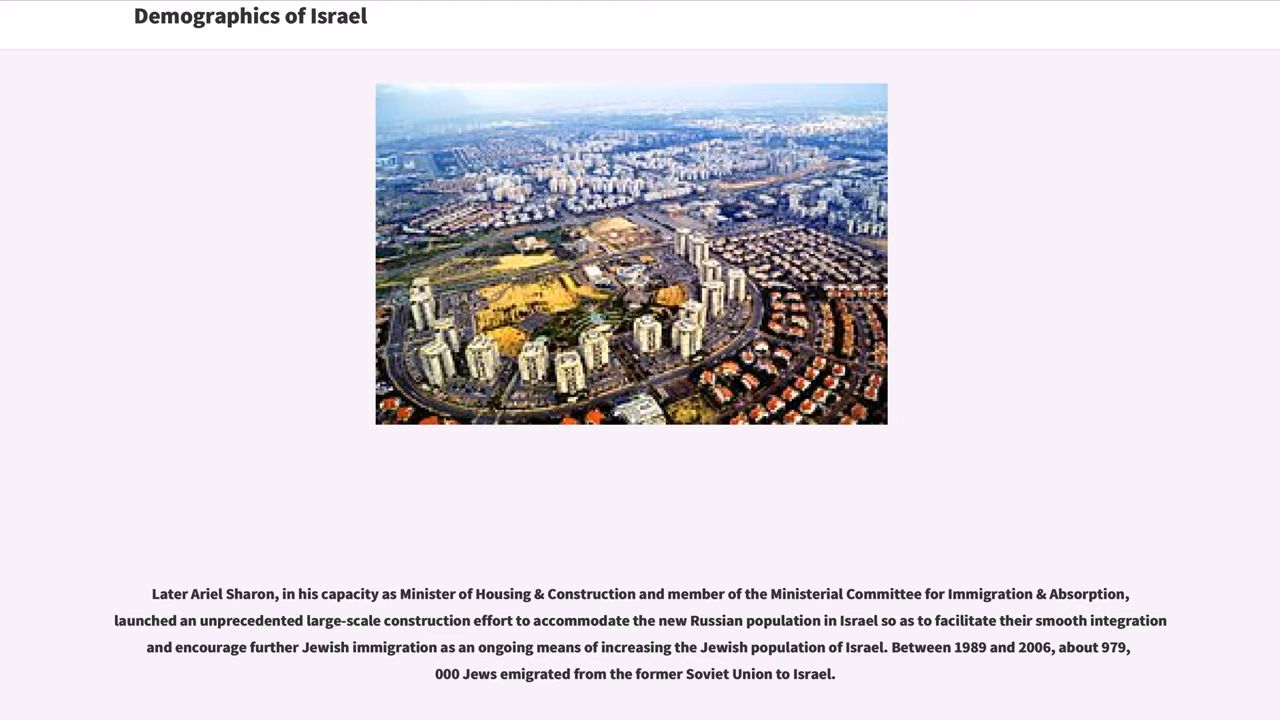 Demographics of Israel
Later Ariel Sharon, in his capacity as Minister of Housing & Construction and member of the Ministerial Committee for Immigration & Absorption,
launched an unprecedented large-scale construction effort to accommodate the new Russian population in Israel so as to facilitate their smooth integration
and encourage further Jewish immigration as an ongoing means of increasing the Jewish population of Israel. Between 1989 and 2006, about 979,
000 Jews emigrated from the former Soviet Union to Israel.